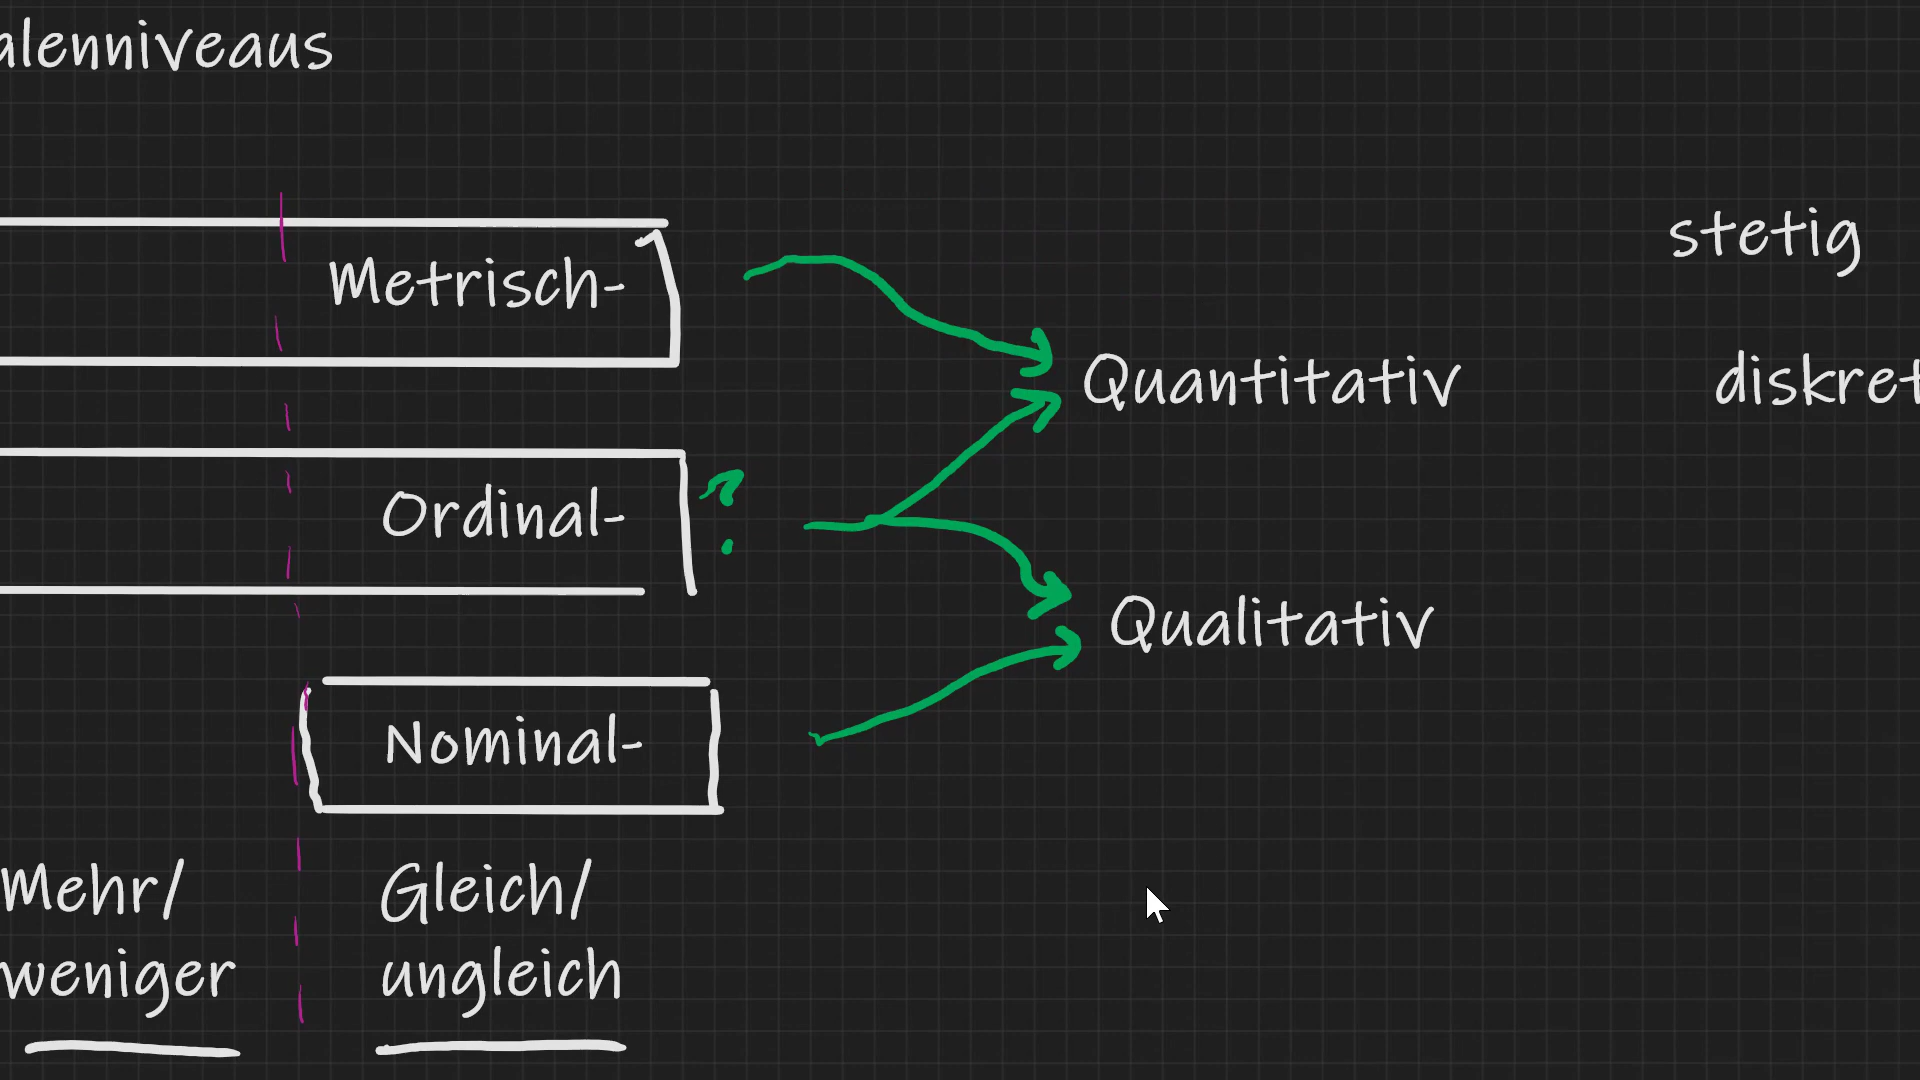 alenniveaus
Metrisch-
stetig
Quantitativ
diskret
Ordinal-
?
Qualitativ
Nominal-
Mehr/
weniger
Gleich/
ungleich